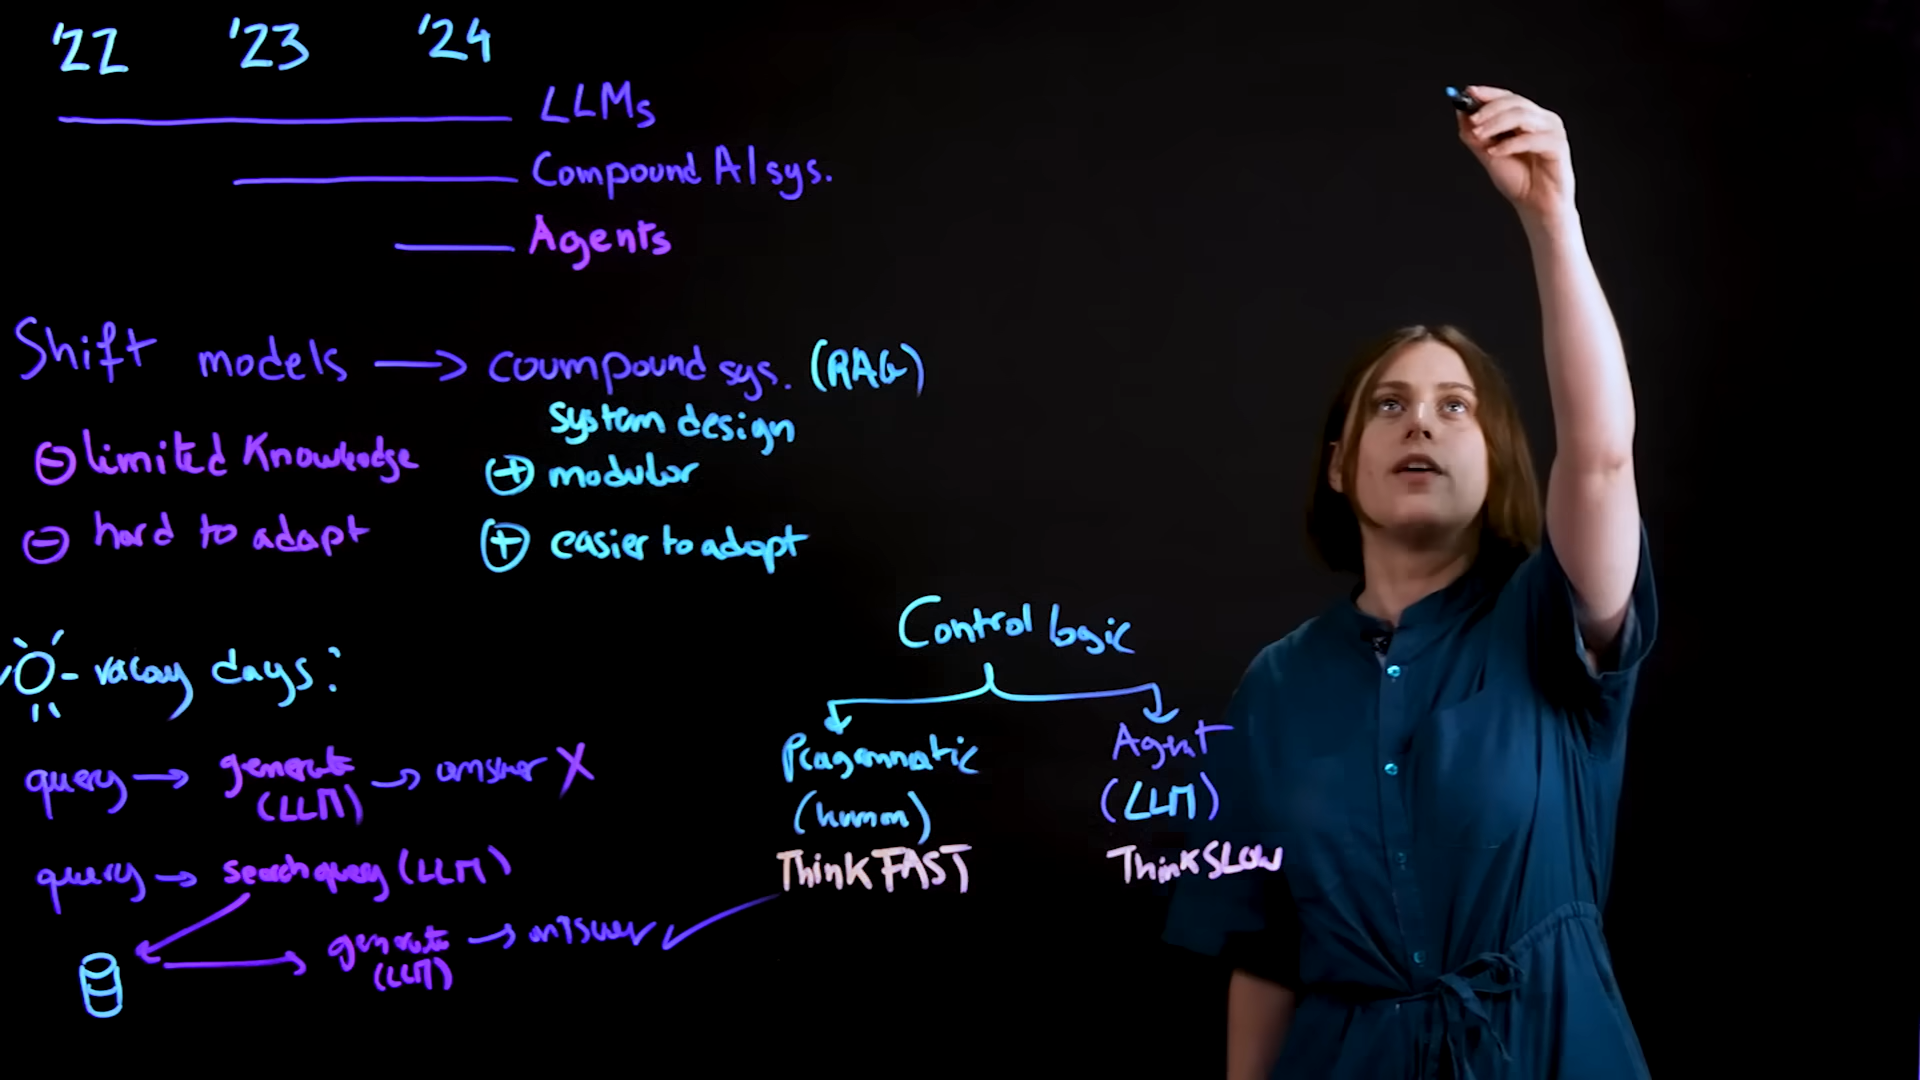 '22 '23 '24
LLMs
Compound AI sys.
Agents
Shift models → coumpound sys. (RAG)
system design
⊖ limited Knowledge
⊕ modular
⊖ hard to adapt
⊕ easier to adapt
vacay days:
Control logic
query → generate → answer X
(LLM)
Pragammatic
(human)
Think FAST
Agent
(LLM)
Think SLOW
query → search query (LLM)
generate → answer ✓
(LLM)